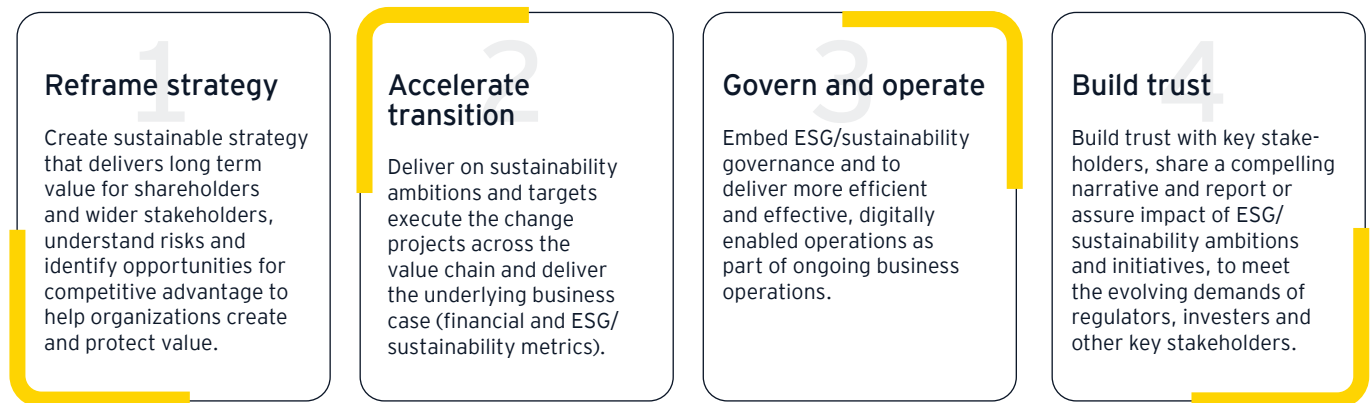 1
Reframe strategy
Create sustainable strategy
that delivers long term
value for shareholders
and wider stakeholders,
understand risks and
identify opportunities for
competitive advantage to
help organizations create
and protect value.
2
Accelerate
transition
Deliver on sustainability
ambitions and targets
execute the change
projects across the
value chain and deliver
the underlying business
case (financial and ESG/
sustainability metrics).
3
Govern and operate
Embed ESG/sustainability
governance and to
deliver more efficient
and effective, digitally
enabled operations as
part of ongoing business
operations.
4
Build trust
Build trust with key stake-
holders, share a compelling
narrative and report or
assure impact of ESG/
sustainability ambitions
and initiatives, to meet
the evolving demands of
regulators, investers and
other key stakeholders.